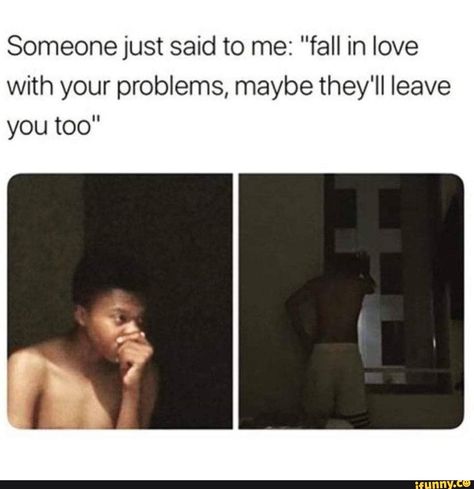 Someone just said to me: "fall in love
with your problems, maybe they'll leave
you too"
ifunny.co